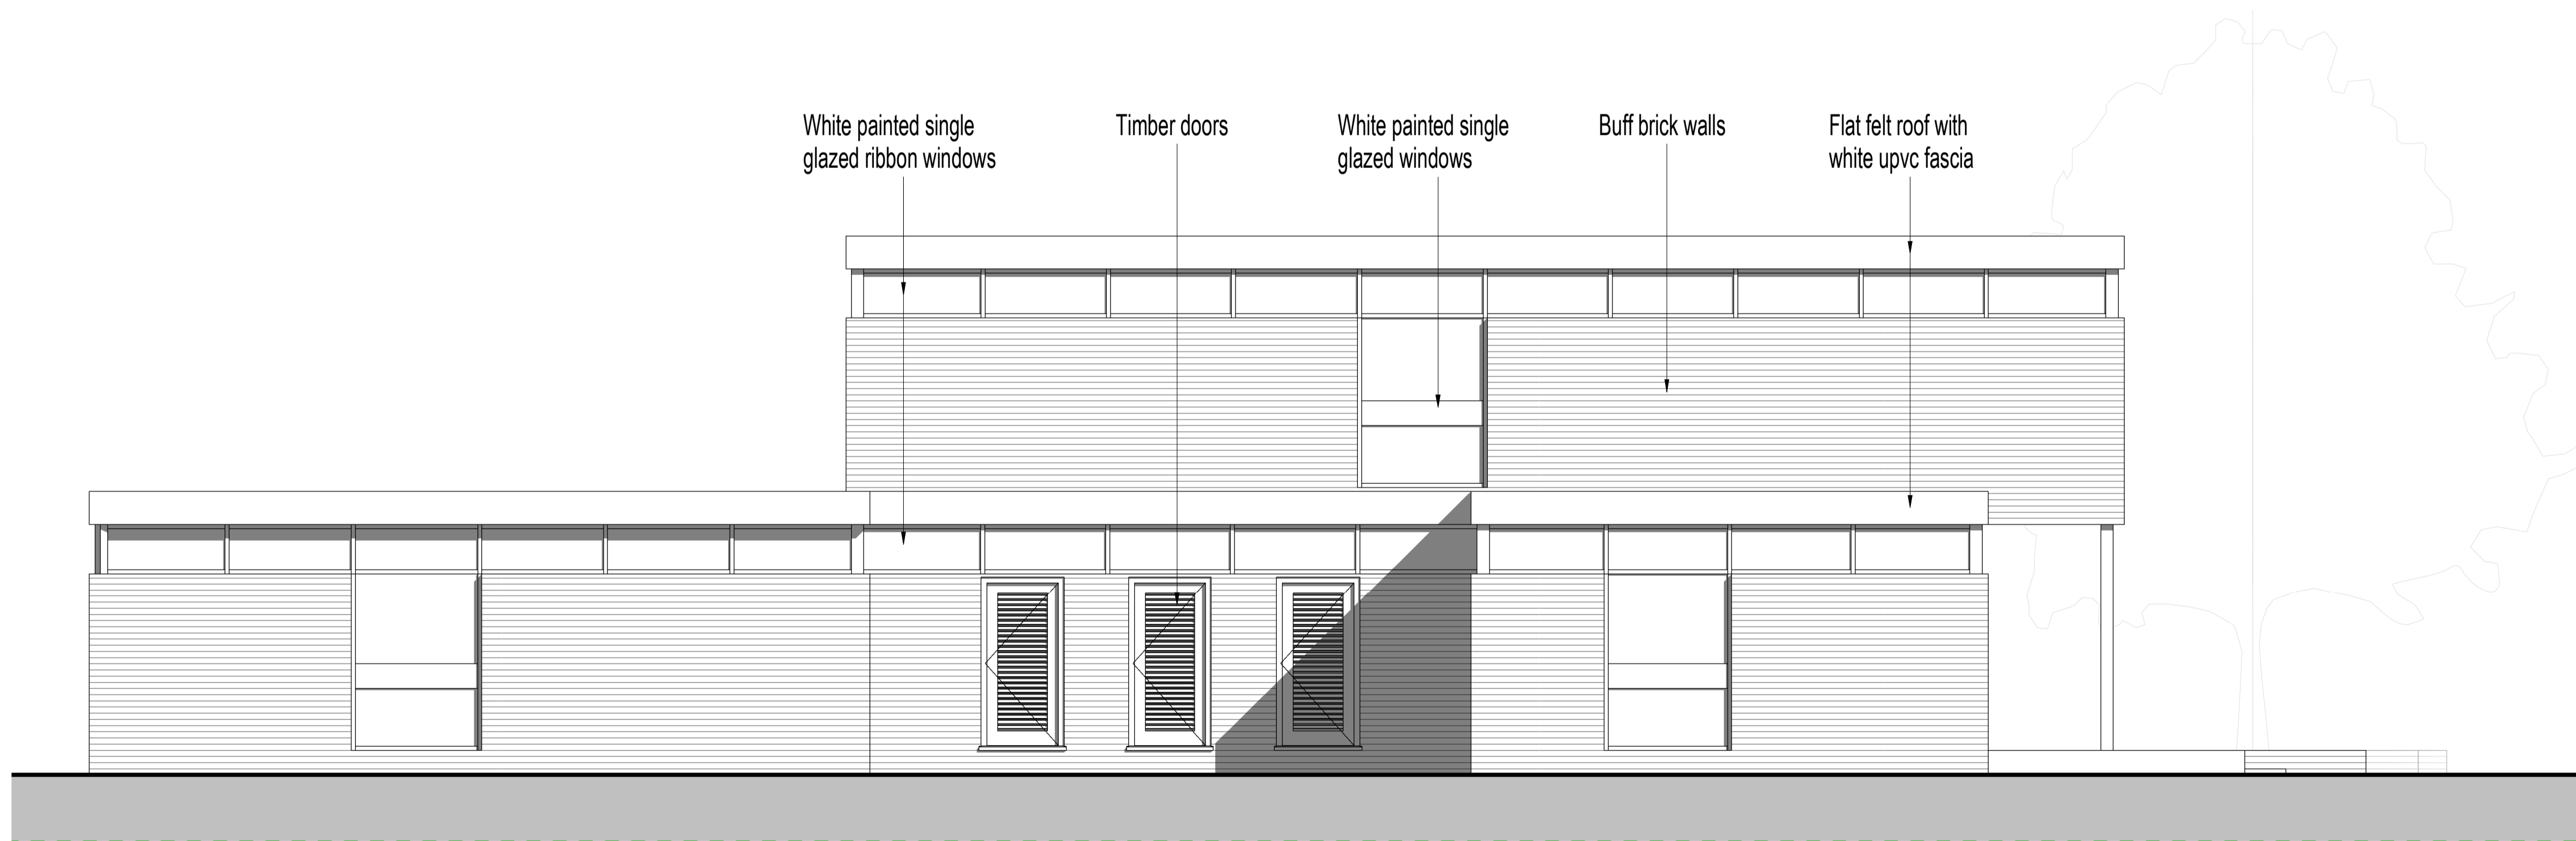 White painted single
glazed ribbon windows
Timber doors
White painted single
glazed windows
Buff brick walls
Flat felt roof with
white upvc fascia